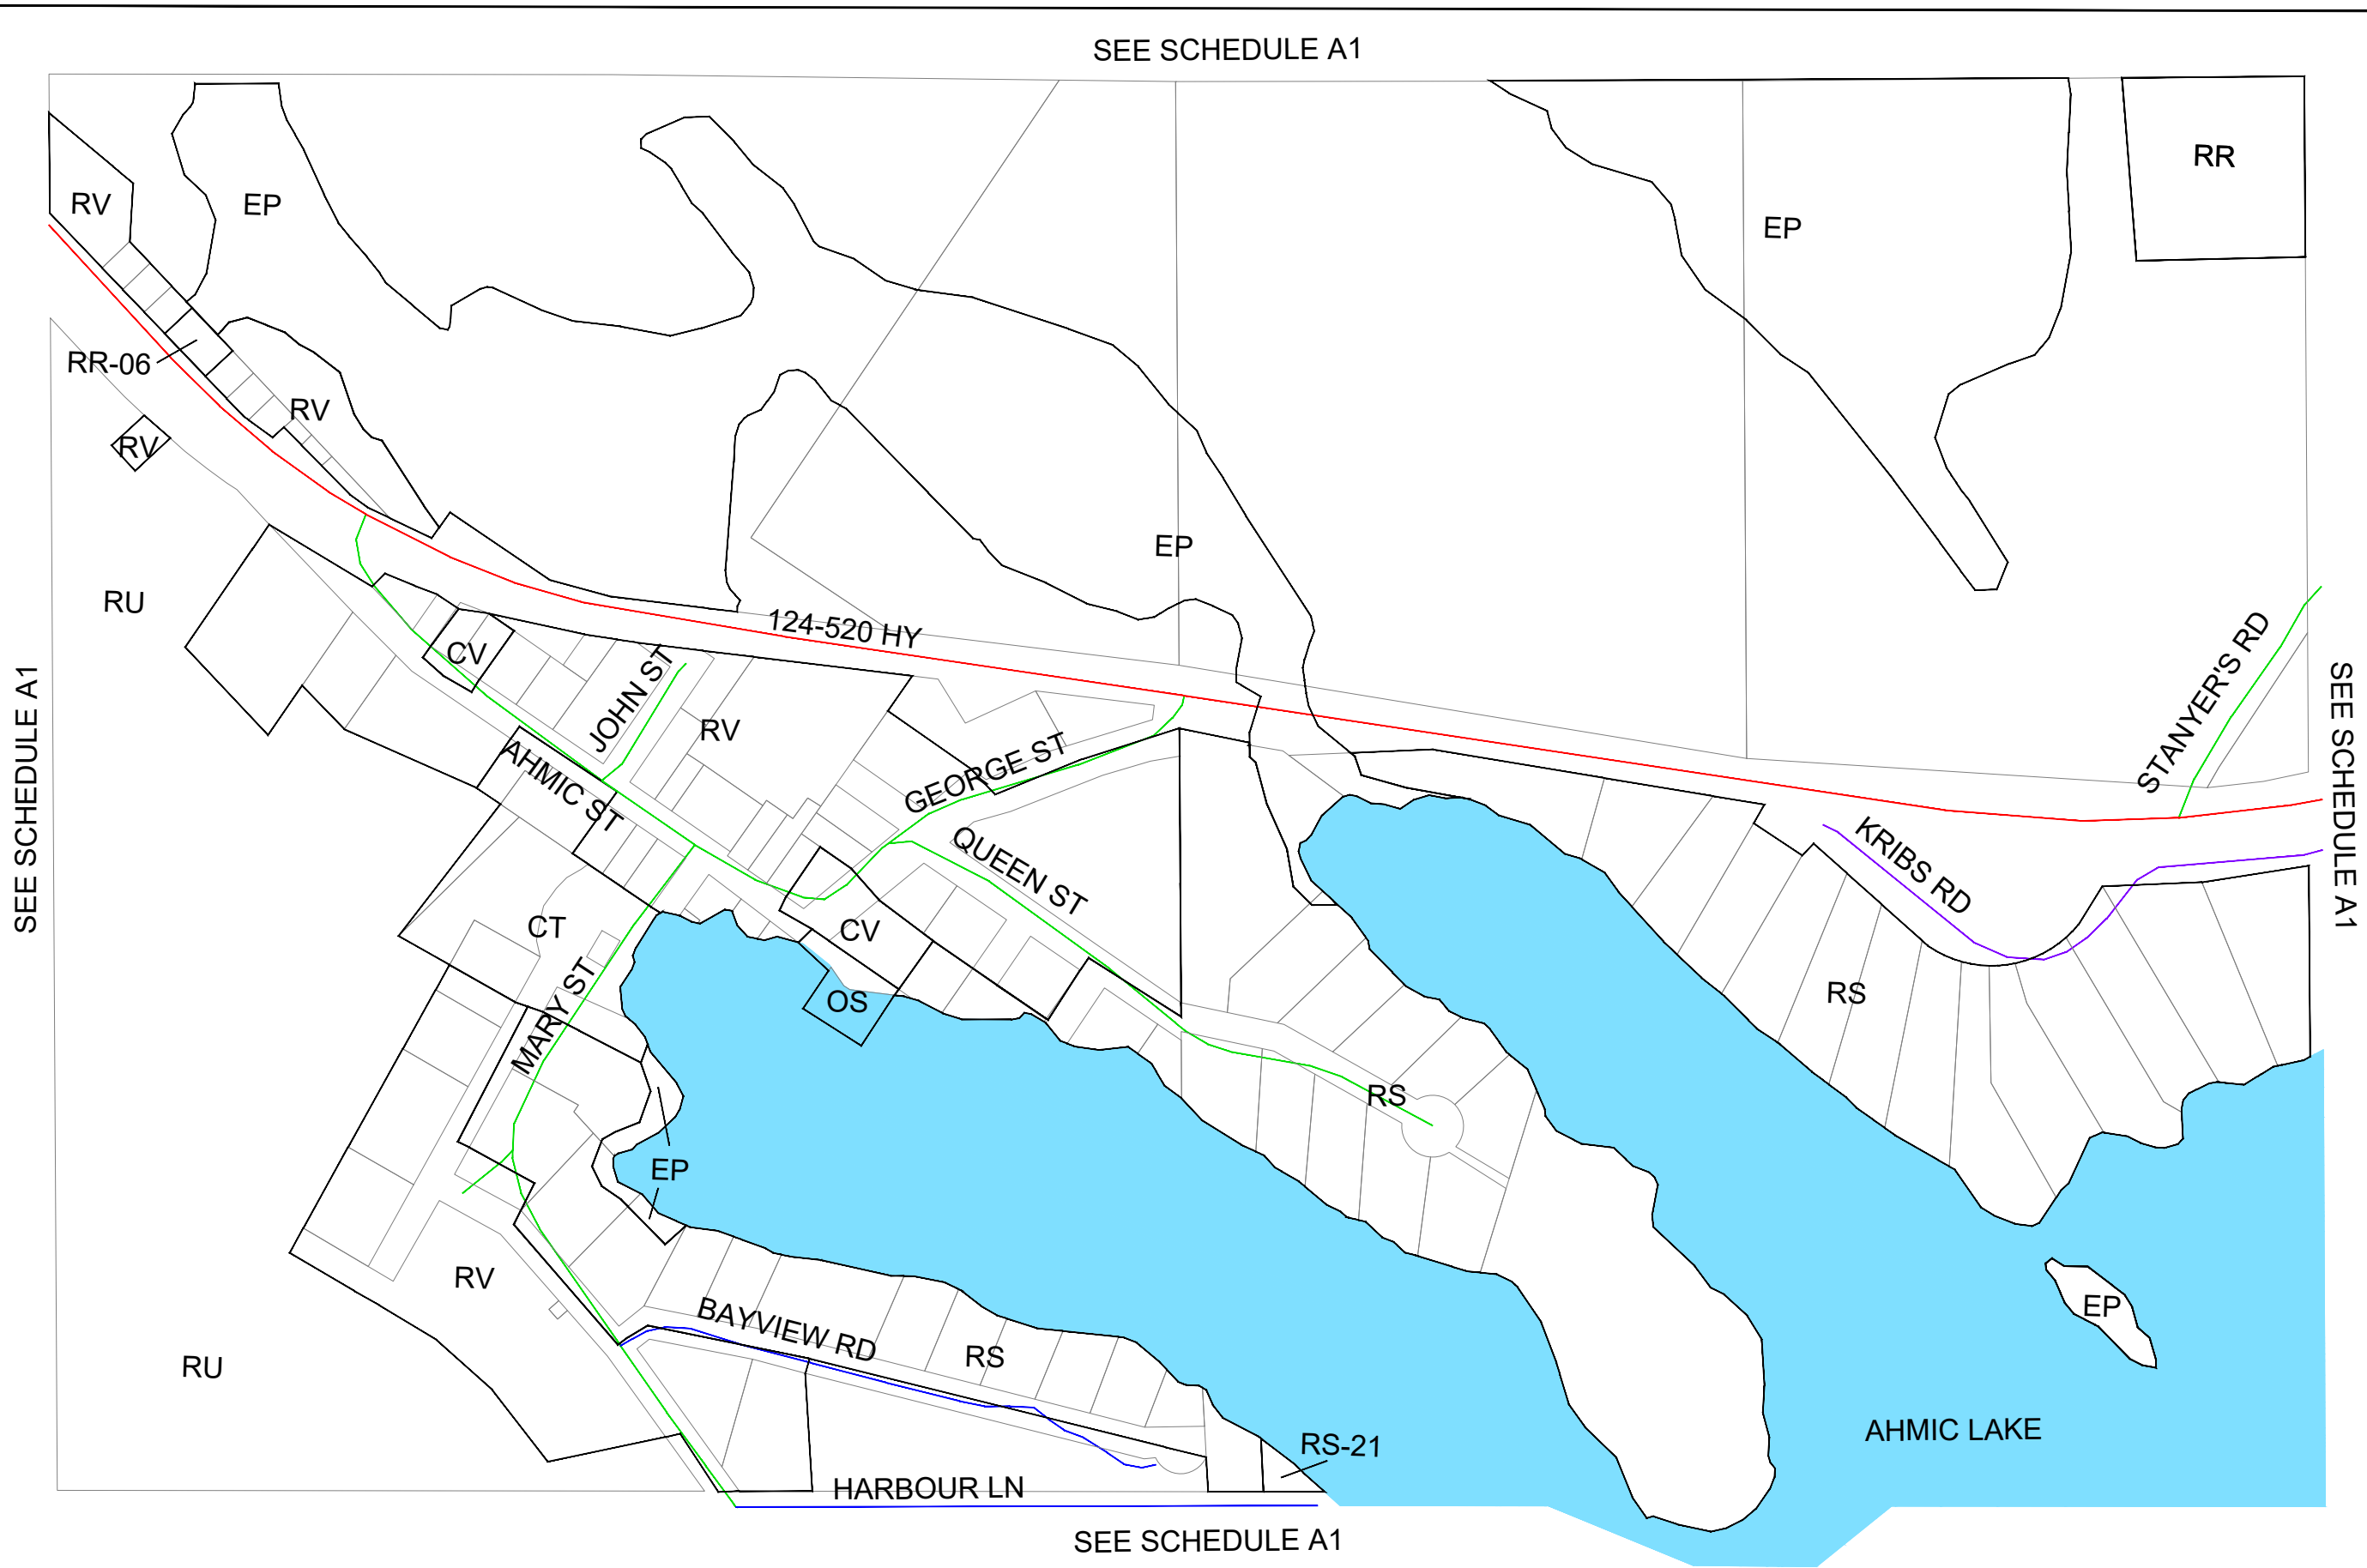 SEE SCHEDULE A1
RR
RV
EP
EP
RR-06
RV
RV
EP
RU
124-520 HY
CV
JOHN ST
STANYER'S RD
SEE SCHEDULE A1
SEE SCHEDULE A1
RV
AHMIC ST
GEORGE ST
QUEEN ST
KRIBS RD
CT
CV
OS
RS
MARY ST
RS
EP
RV
EP
BAYVIEW RD
RS
RU
AHMIC LAKE
RS-21
HARBOUR LN
SEE SCHEDULE A1